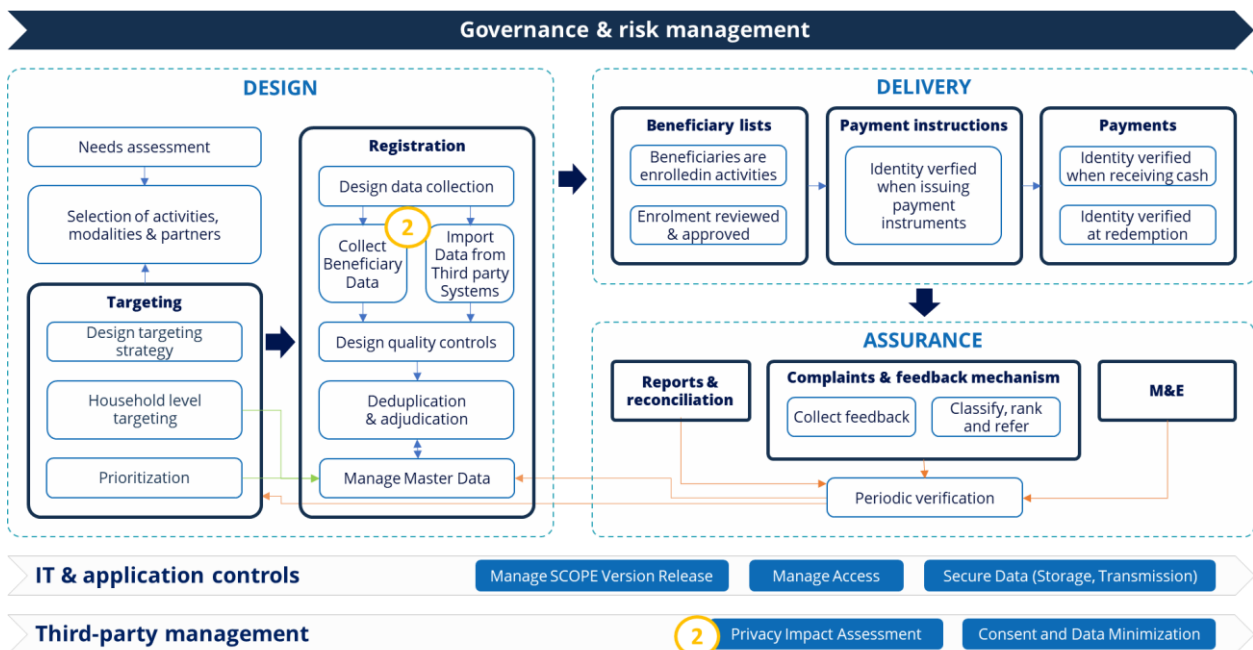 Governance & risk management
DESIGN
Needs assessment
Selection of activities,
modalities & partners
Targeting
Design targeting
strategy
Household level
targeting
Prioritization
Registration
Design data collection
2
Collect
Beneficiary
Data
Import
Data from
Third party
Systems
Design quality controls
Deduplication
& adjudication
Manage Master Data
DELIVERY
Beneficiary lists
Beneficiaries are
enrolledin activities
Enrolment reviewed
& approved
Payment instructions
Identity verfied
when issuing
payment
instruments
Payments
Identity verified
when receiving cash
Identity verified
at redemption
ASSURANCE
Reports &
reconciliation
Complaints & feedback mechanism
Collect feedback
Classify, rank
and refer
M&E
Periodic verification
IT & application controls
Manage SCOPE Version Release
Manage Access
Secure Data (Storage, Transmission)
Third-party management
2
Privacy Impact Assessment
Consent and Data Minimization